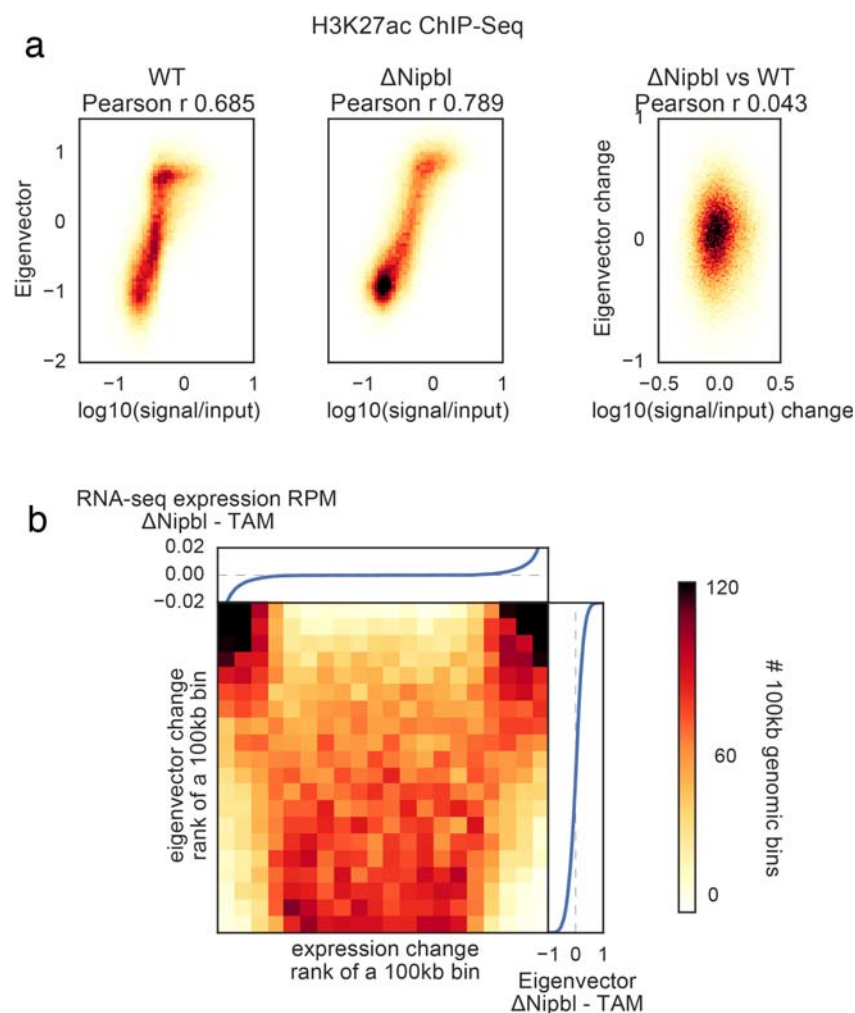 a
H3K27ac ChIP-Seq
WT
Pearson r 0.685
ΔNipbl
Pearson r 0.789
ΔNipbl vs WT
Pearson r 0.043
Eigenvector
1
0
−1
−2
−1 0 1
log10(signal/input)
−1 0 1
log10(signal/input)
Eigenvector change
1
0
−1
−0.5 0.0 0.5
log10(signal/input) change
b
RNA-seq expression RPM
ΔNipbl - TAM
0.02
0.00
−0.02
eigenvector change
rank of a 100kb bin
expression change
rank of a 100kb bin
−1 0 1
Eigenvector
ΔNipbl - TAM
120
60
0
# 100kb genomic bins